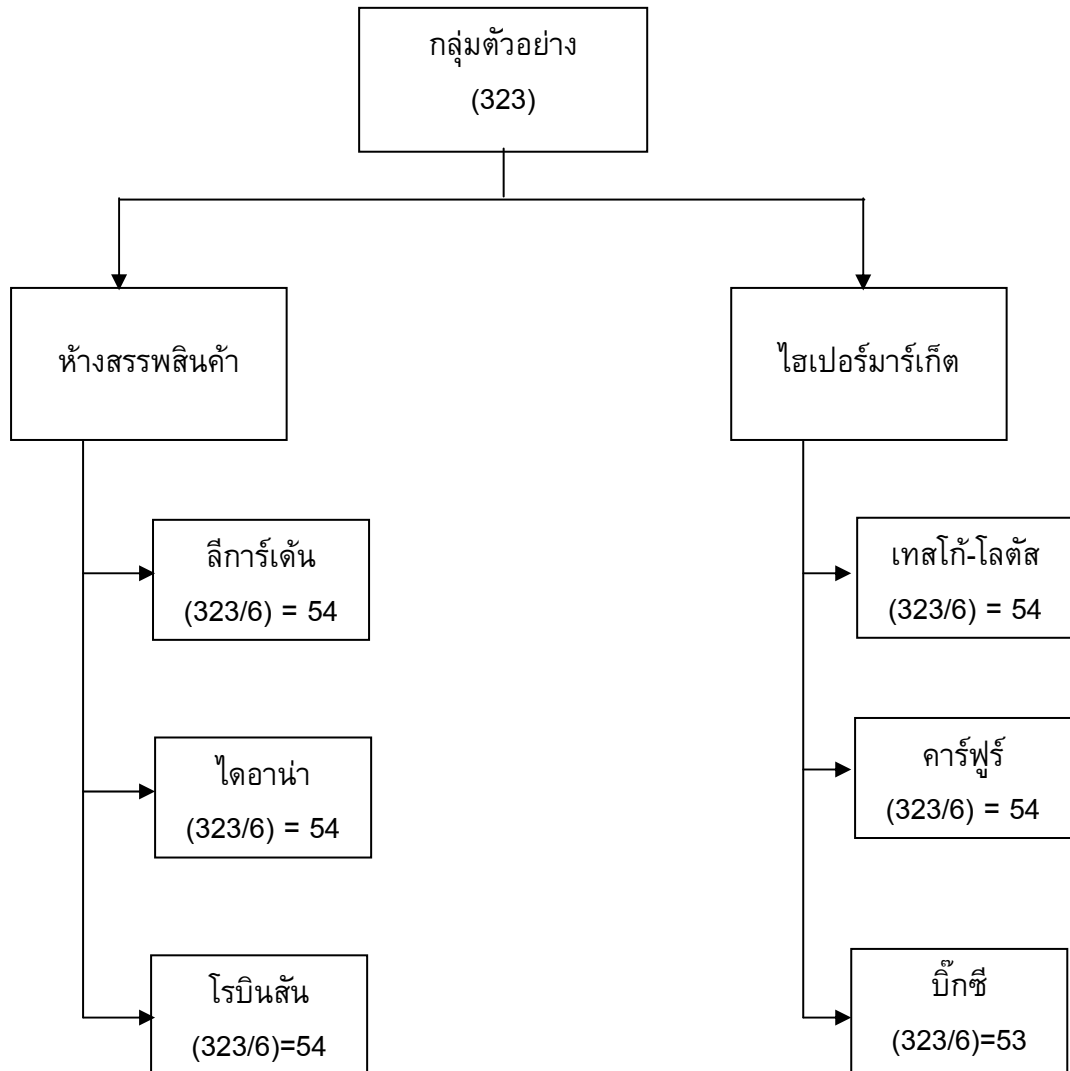 กลุ่มตัวอย่าง
(323)
ห้างสรรพสินค้า
ไฮเปอร์มาร์เก็ต
ลีการ์เด้น
(323/6) = 54
เทสโก้-โลตัส
(323/6) = 54
ไดอาน่า
(323/6) = 54
คาร์ฟูร์
(323/6) = 54
โรบินสัน
(323/6)=54
บิ๊กซี
(323/6)=53